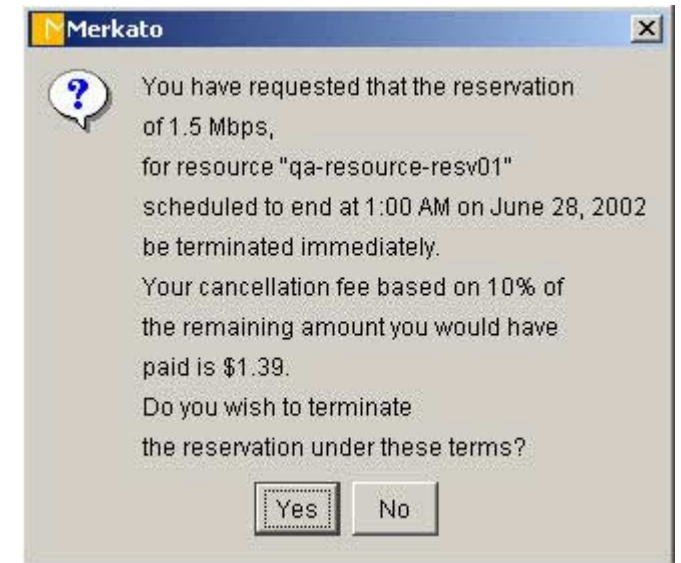 Merkato
You have requested that the reservation
of 1.5 Mbps,
for resource "qa-resource-resv01"
scheduled to end at 1:00 AM on June 28, 2002
be terminated immediately.
Your cancellation fee based on 10% of
the remaining amount you would have
paid is $1.39.
Do you wish to terminate
the reservation under these terms?
Yes No